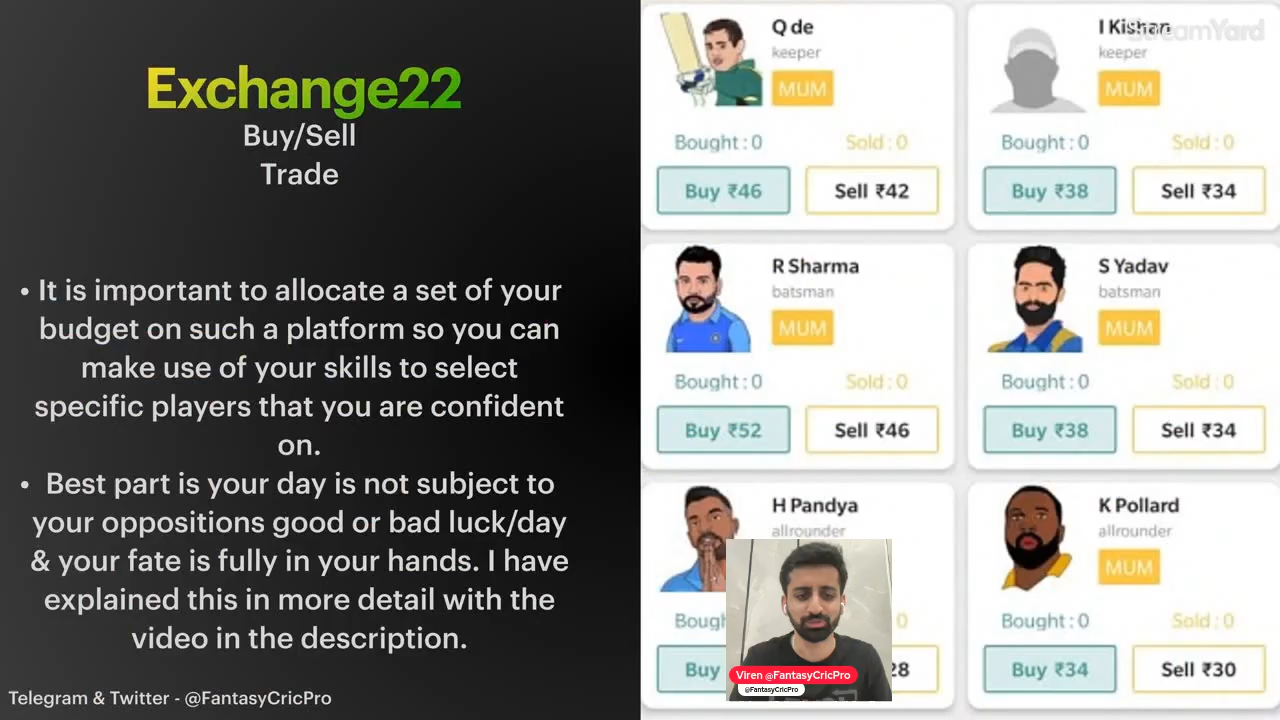 Exchange22
Buy/Sell
Trade
• It is important to allocate a set of your
budget on such a platform so you can
make use of your skills to select
specific players that you are confident
on.
• Best part is your day is not subject to
your oppositions good or bad luck/day
& your fate is fully in your hands. I have
explained this in more detail with the
video in the description.
Telegram & Twitter - @FantasyCricPro
StreamYard
Q de
keeper
MUM
Bought : 0 Sold : 0
Buy ₹46 Sell ₹42
I Kishan
keeper
MUM
Bought : 0 Sold : 0
Buy ₹38 Sell ₹34
R Sharma
batsman
MUM
Bought : 0 Sold : 0
Buy ₹52 Sell ₹46
S Yadav
batsman
MUM
Bought : 0 Sold : 0
Buy ₹38 Sell ₹34
H Pandya
allrounder
0
Buy 28
K Pollard
allrounder
MUM
Bought : 0 Sold : 0
Buy ₹34 Sell ₹30
Viren @FantasyCricPro
@FantasyCricPro